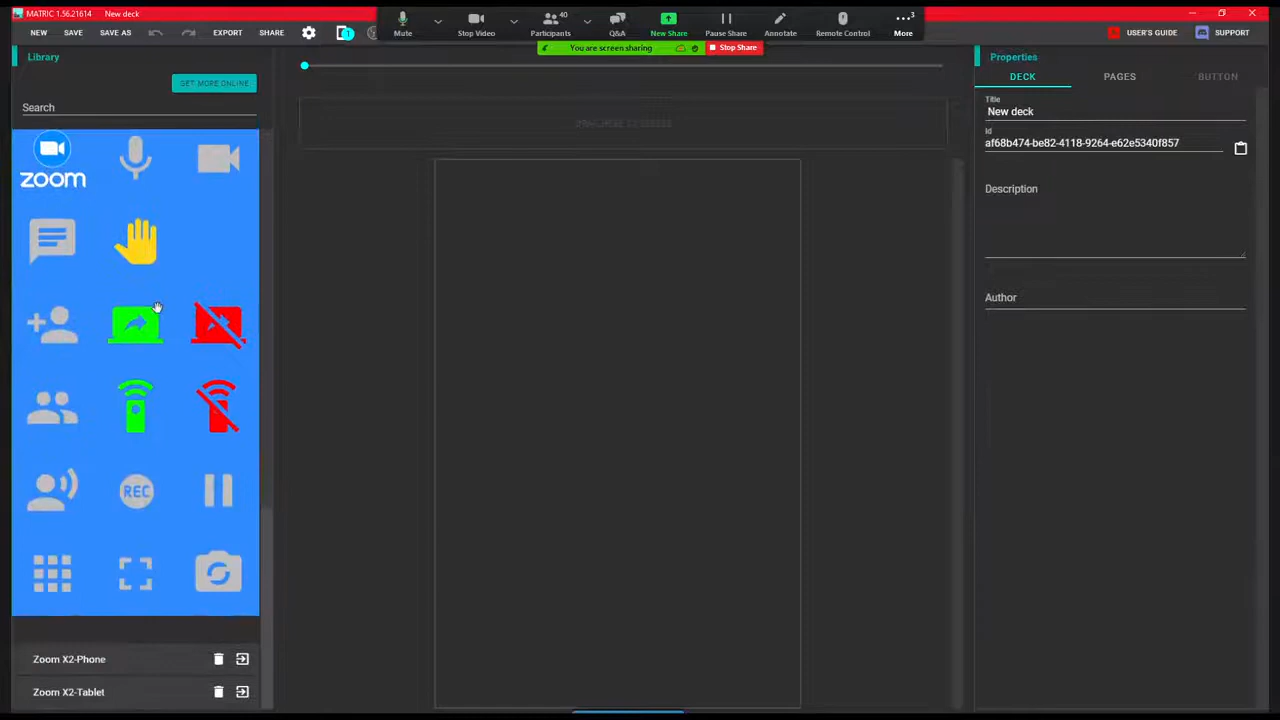 MATRIC 1.56.21614 New deck
NEW SAVE SAVE AS EXPORT SHARE 1
Mute Stop Video 40 Participants Q&A New Share Pause Share Annotate Remote Control 3 More
You are screen sharing Stop Share
USER'S GUIDE SUPPORT
Library
GET MORE ONLINE
Search
zoom
REC
Zoom X2-Phone
Zoom X2-Tablet
Properties
DECK PAGES BUTTON
Title
New deck
Id
af68b474-be82-4118-9264-e62e5340f857
Description
Author